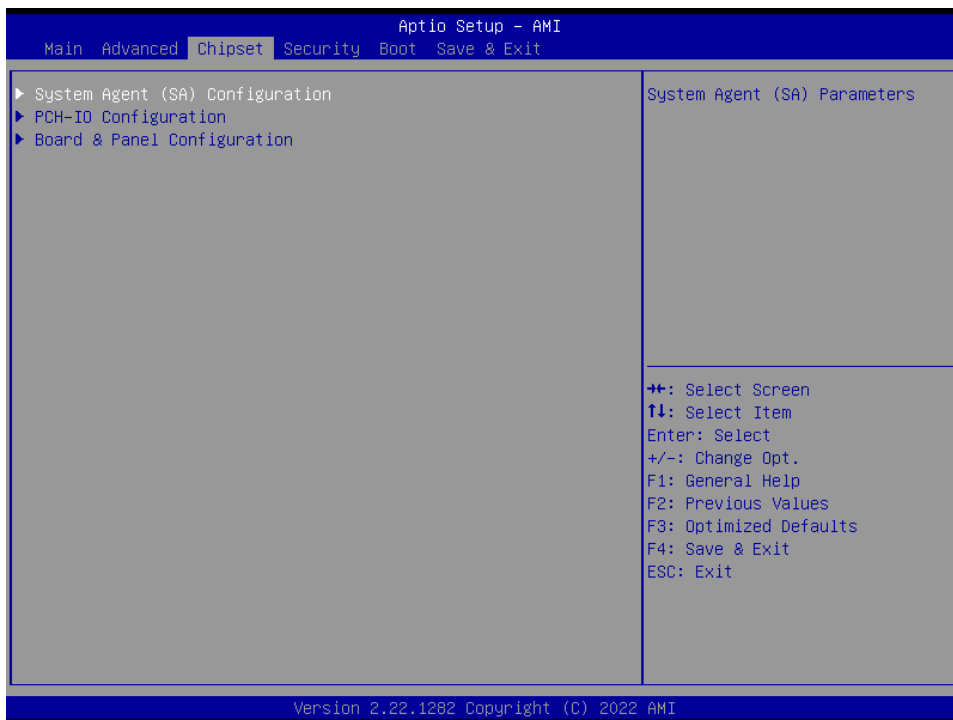 Aptio Setup – AMI
Main Advanced Chipset Security Boot Save & Exit
▶ System Agent (SA) Configuration
▶ PCH-IO Configuration
▶ Board & Panel Configuration
System Agent (SA) Parameters
→←: Select Screen
↑↓: Select Item
Enter: Select
+/-: Change Opt.
F1: General Help
F2: Previous Values
F3: Optimized Defaults
F4: Save & Exit
ESC: Exit
Version 2.22.1282 Copyright (C) 2022 AMI